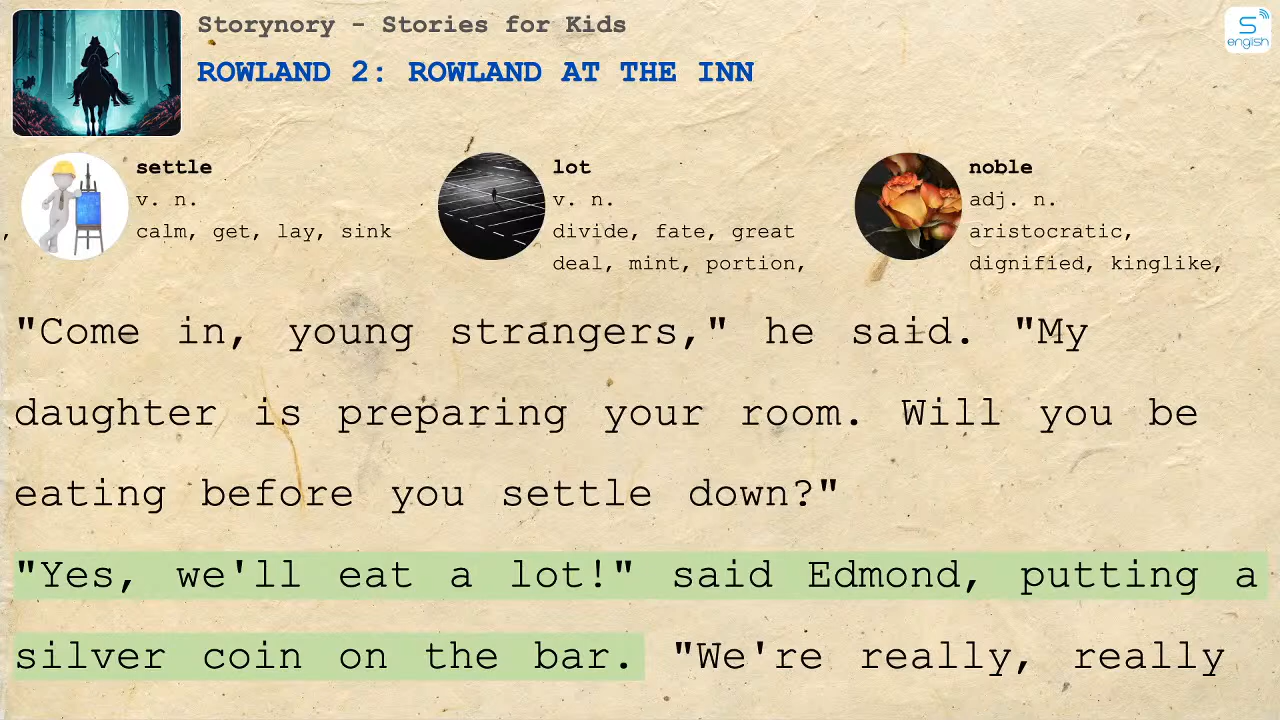 Storynory - Stories for Kids
ROWLAND 2: ROWLAND AT THE INN
S
english
settle
v. n.
calm, get, lay, sink
lot
v. n.
divide, fate, great
deal, mint, portion,
noble
adj. n.
aristocratic,
dignified, kinglike,
,
"Come in, young strangers," he said. "My
daughter is preparing your room. Will you be
eating before you settle down?"
"Yes, we'll eat a lot!" said Edmond, putting a
silver coin on the bar. "We're really, really